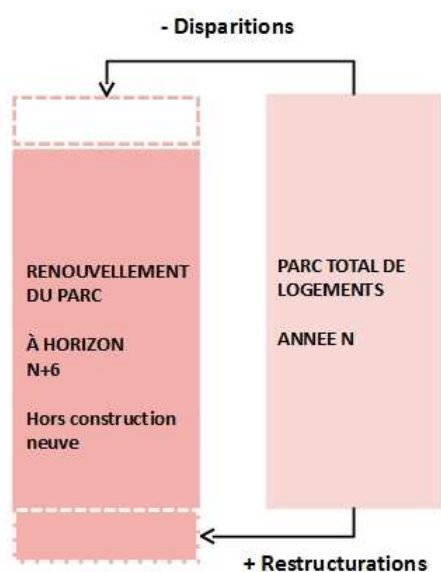 - Disparitions
RENOUVELLEMENT
DU PARC
À HORIZON
N+6
Hors construction
neuve
PARC TOTAL DE
LOGEMENTS
ANNEE N
+ Restructurations